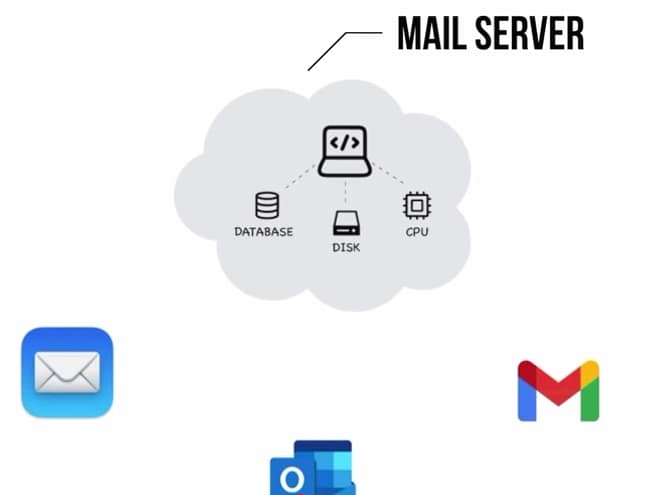 MAIL SERVER
</>
DATABASE
DISK
CPU